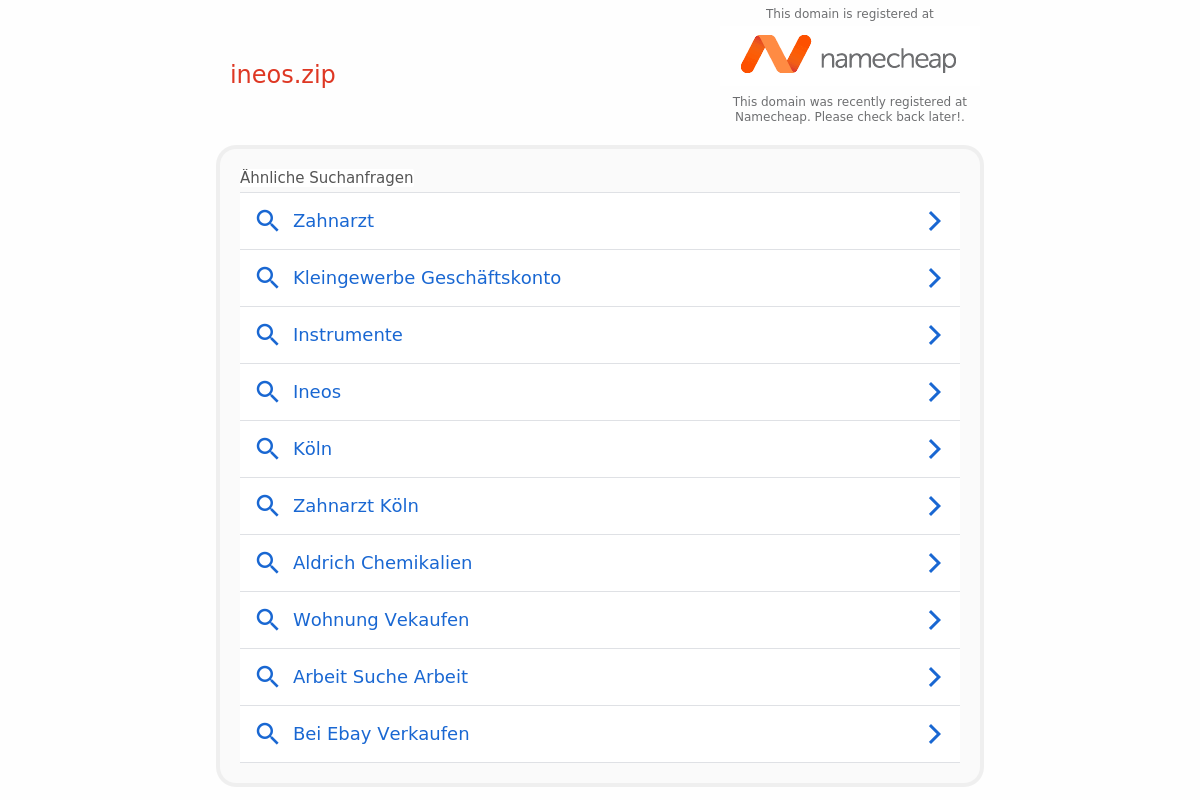 This domain is registered at
namecheap
ineos.zip
This domain was recently registered at
Namecheap. Please check back later!.
Ähnliche Suchanfragen
Zahnarzt
Kleingewerbe Geschäftskonto
Instrumente
Ineos
Köln
Zahnarzt Köln
Aldrich Chemikalien
Wohnung Vekaufen
Arbeit Suche Arbeit
Bei Ebay Verkaufen